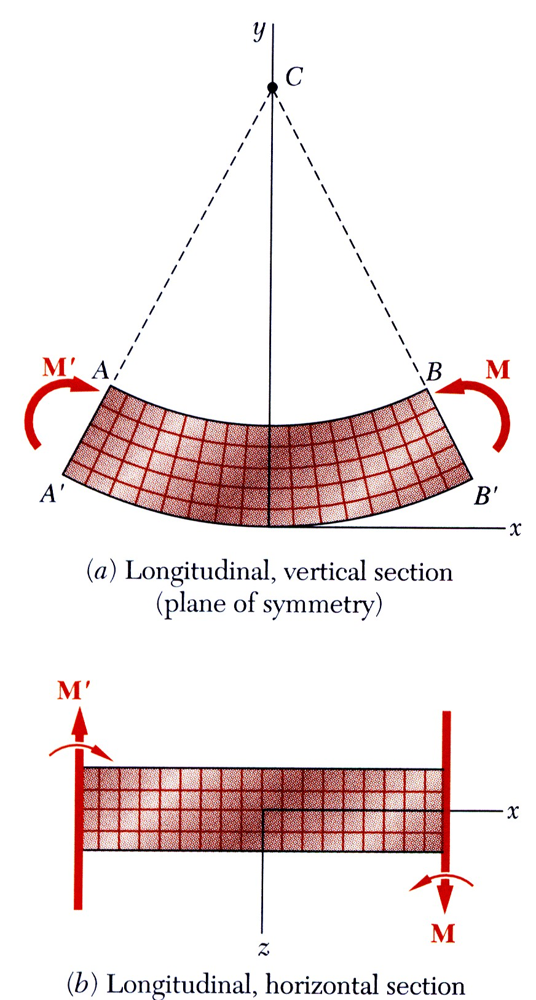 y
C
M′ A B M
A′ B′
x
(a) Longitudinal, vertical section
(plane of symmetry)
M′
x
M
z
(b) Longitudinal, horizontal section